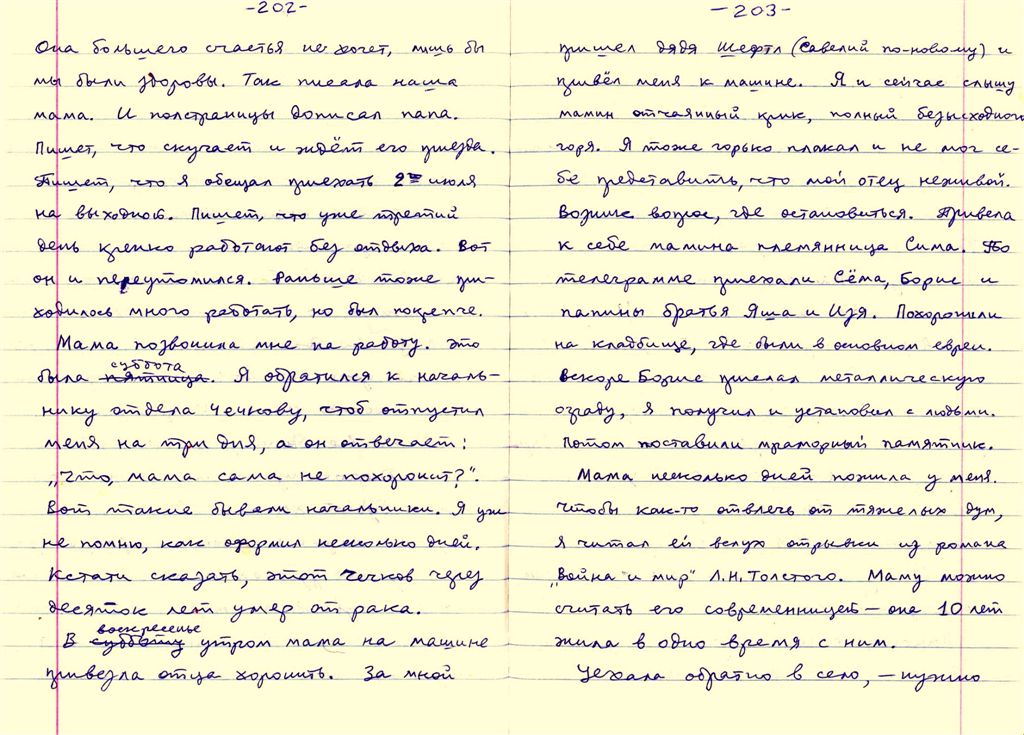 -202-
Она большего счастья не хочет, лишь бы
мы были здоровы. Так писала наша
мама. И полстраницы дописал папа.
Пишет, что скучает и ждёт его приезда.
Пишет, что я обещал приехать 2го июля
на выходной. Пишет, что уже третий
день крепко работают без отдыха. Вот
он и переутомился. Раньше тоже при-
ходилось много работать, но был покрепче.
Мама позвонила мне на работу. Это
суббота
была пятница. Я обратился к началь-
нику отдела Чечкову, чтоб отпустил
меня на три дня, а он отвечает:
„Что, мама сама не похоронит?".
Вот такие бывали начальники. Я уж
не помню, как оформил несколько дней.
Кстати сказать, этот Чечков через
десяток лет умер от рака.
воскресенье
В субботу утром мама на машине
привезла отца хоронить. За мной
-203-
пришел дядя Шефтл (Савелий по-новому) и
привёл меня к машине. Я и сейчас слышу
мамин отчаянный крик, полный безысходного
горя. Я тоже горько плакал и не мог се-
бе представить, что мой отец неживой.
Возник вопрос, где остановиться. Привела
к себе мамина племянница Сима. По
телеграмме приехали Сёма, Борис и
папины братья Яша и Изя. Похоронили
на кладбище, где были в основном евреи.
Вскоре Борис прислал металлическую
ограду, я получил и установил с людьми.
Потом поставили мраморный памятник.
Мама несколько дней пожила у меня.
Чтобы как-то отвлечь от тяжелых дум,
я читал ей вслух отрывки из романа
„Война и мир" Л.Н.Толстого. Маму можно
считать его современницей — она 10 лет
жила в одно время с ним.
Уехала обратно в село, — нужно